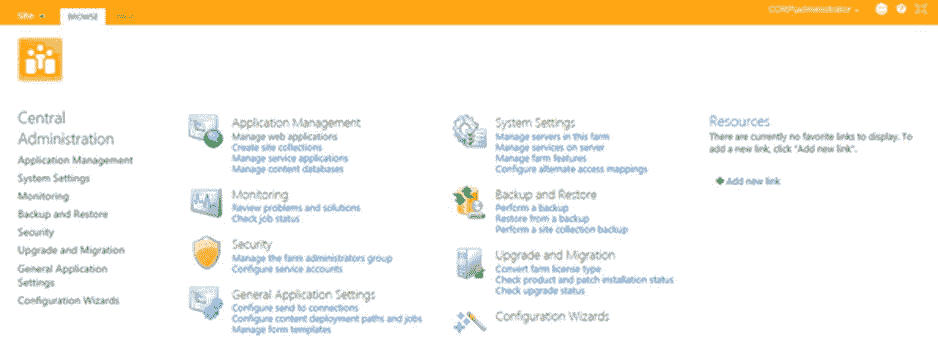 Site
BROWSE
Central
Administration
Application Management
System Settings
Monitoring
Backup and Restore
Security
Upgrade and Migration
General Application
Settings
Configuration Wizards
Application Management
Manage web applications
Create site collections
Manage service applications
Manage content databases
Monitoring
Review problems and solutions
Check job status
Security
Manage the farm administrators group
Configure service accounts
General Application Settings
Configure send to connections
Configure content deployment paths and jobs
Manage form templates
System Settings
Manage servers in this farm
Manage services on server
Manage farm features
Configure alternate access mappings
Backup and Restore
Perform a backup
Restore from a backup
Perform a site collection backup
Upgrade and Migration
Convert farm license type
Check product and patch installation status
Check upgrade status
Configuration Wizards
Resources
There are currently no favorite links to display. To
add a new link, click "Add new link".
Add new link